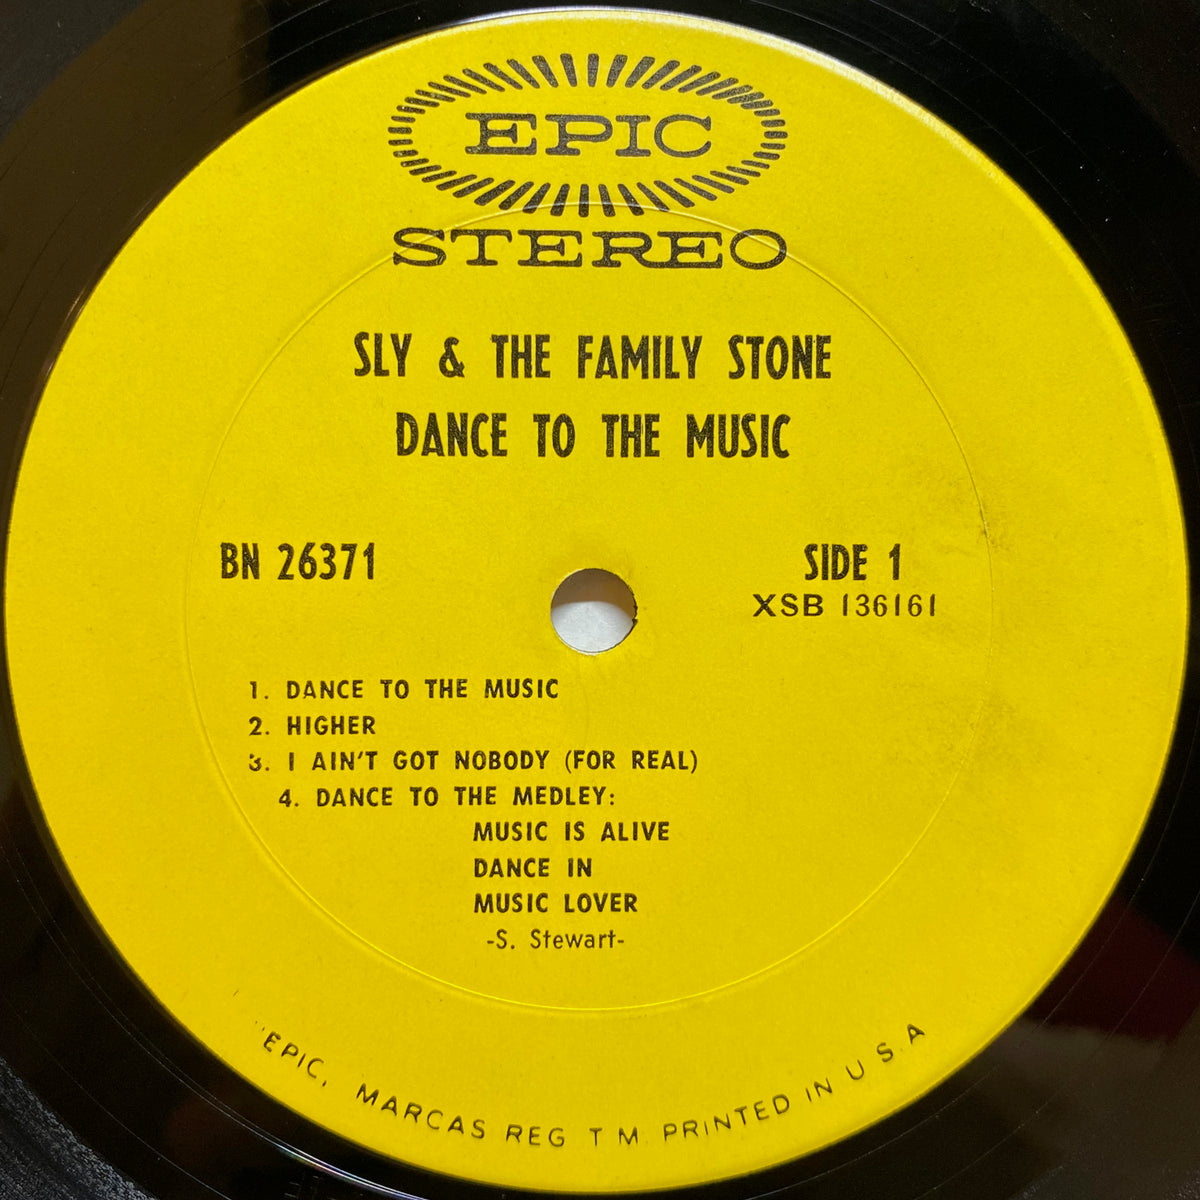 EPIC
STEREO
SLY & THE FAMILY STONE
DANCE TO THE MUSIC
BN 26371
SIDE 1
XSB 136161
1. DANCE TO THE MUSIC
2. HIGHER
3. I AIN'T GOT NOBODY (FOR REAL)
4. DANCE TO THE MEDLEY:
MUSIC IS ALIVE
DANCE IN
MUSIC LOVER
-S. Stewart-
"EPIC, MARCAS REG T M PRINTED IN U S A